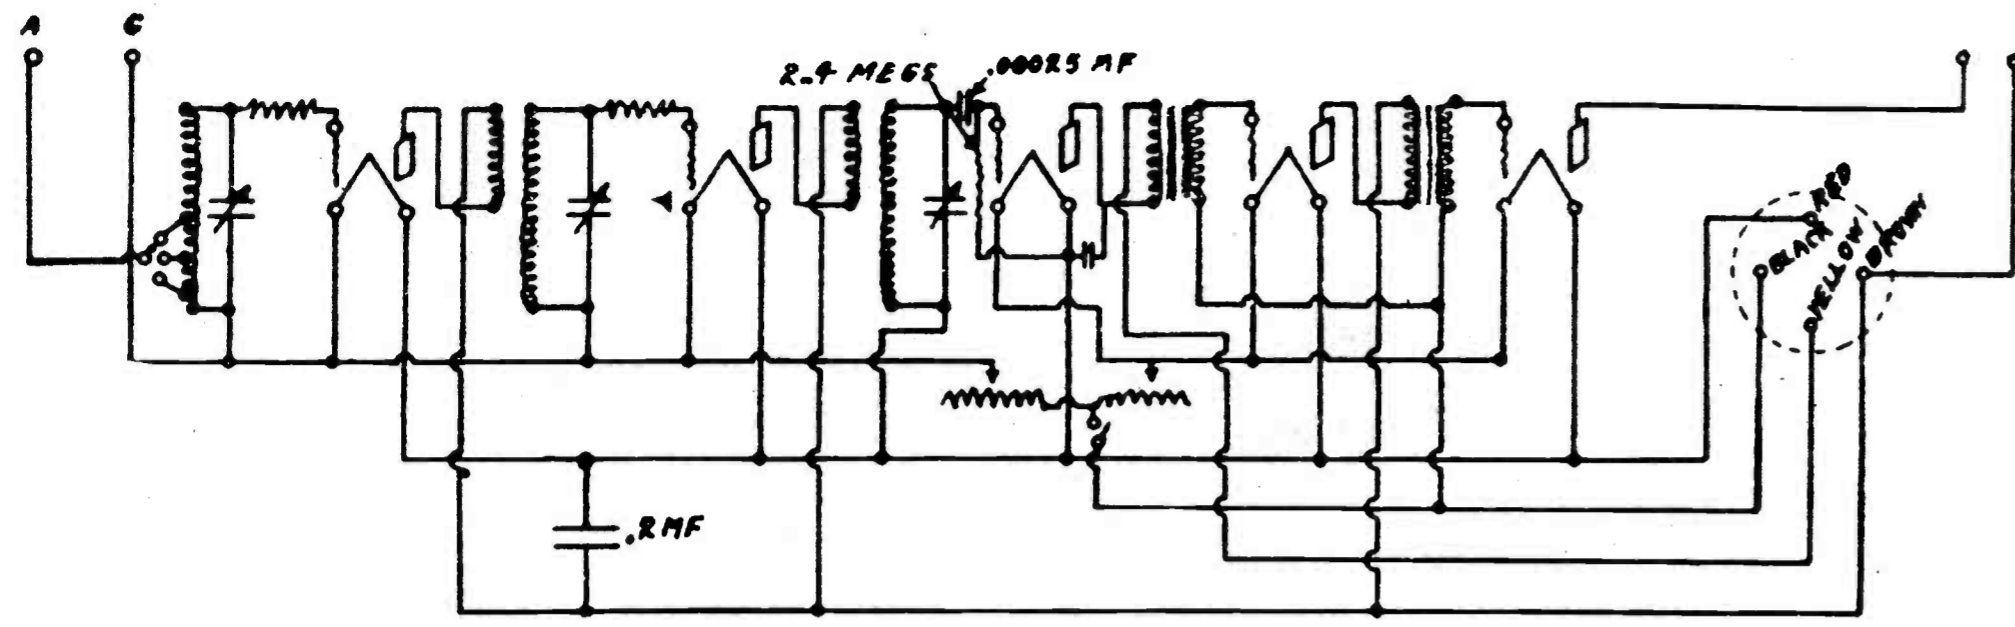 A
G
2-4 MEGS
.00025 MF
RED
BLACK
YELLOW
BROWN
.2MF